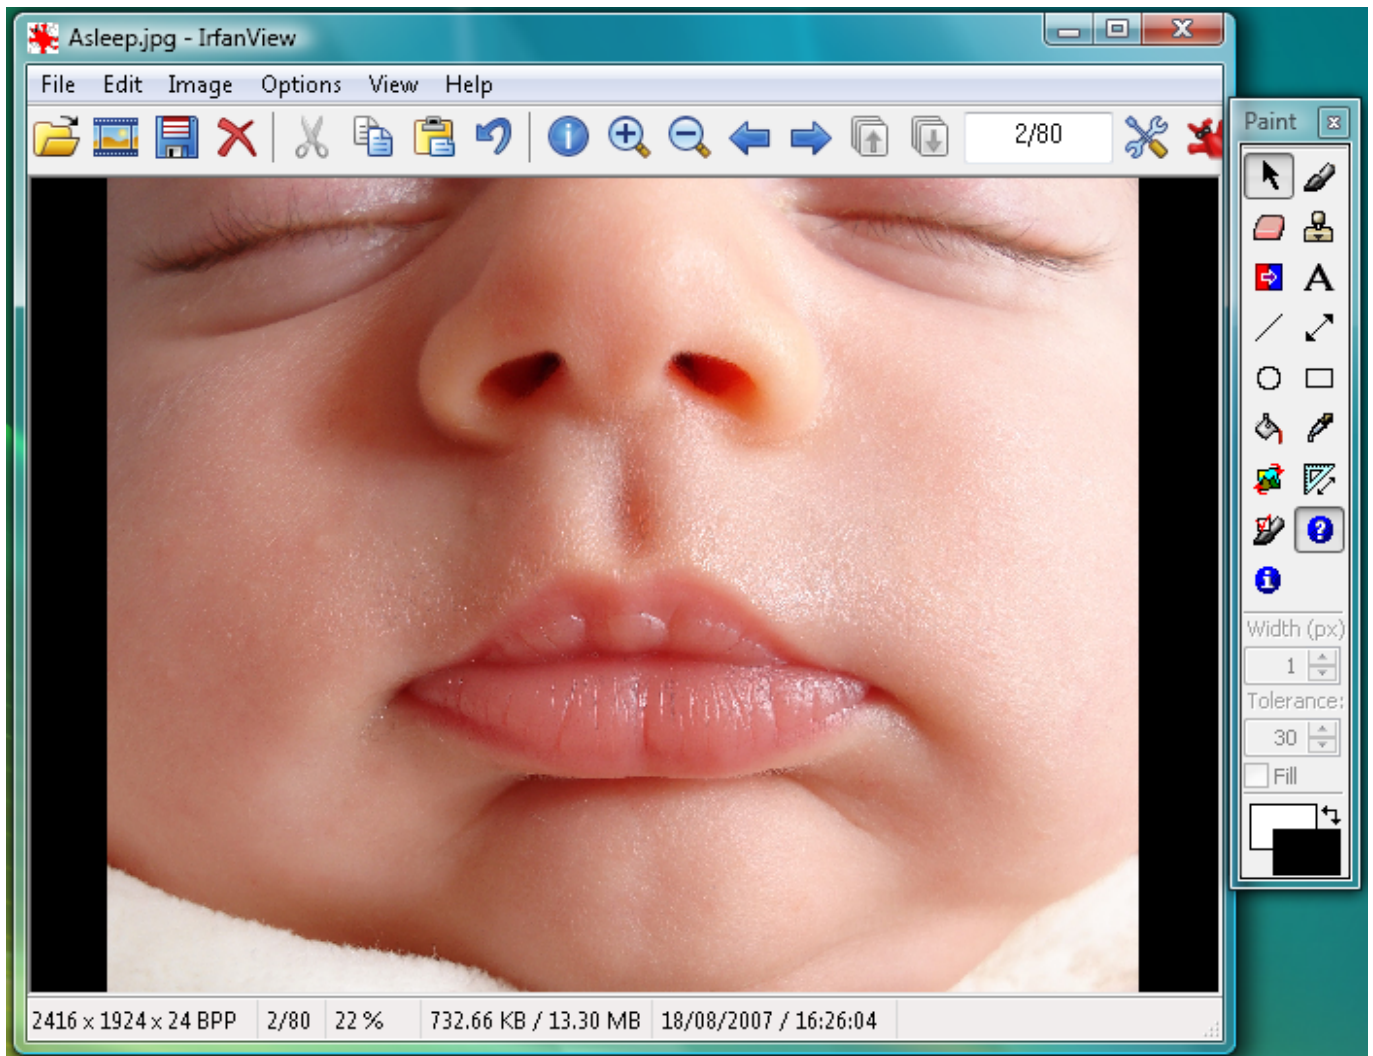 Asleep.jpg - IrfanView
File Edit Image Options View Help
2/80
Paint
A
Width (px)
1
Tolerance:
30
Fill
2416 x 1924 x 24 BPP 2/80 22 % 732.66 KB / 13.30 MB 18/08/2007 / 16:26:04